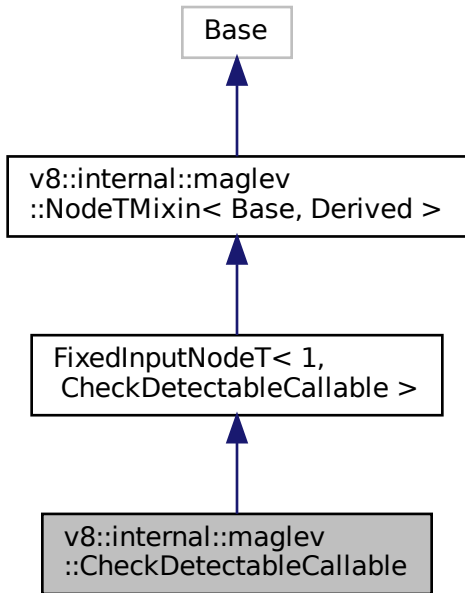 Base
v8::internal::maglev
::NodeTMixin< Base, Derived >
FixedInputNodeT< 1,
CheckDetectableCallable >
v8::internal::maglev
::CheckDetectableCallable